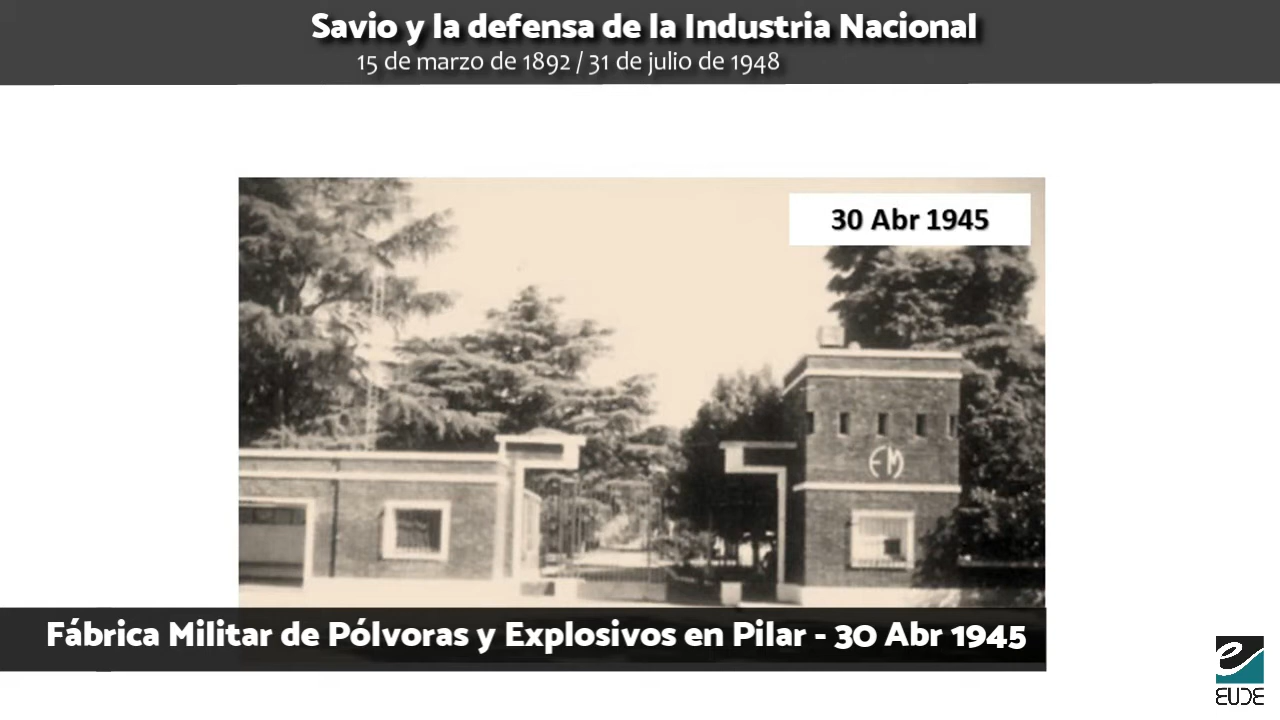 Savio y la defensa de la Industria Nacional
15 de marzo de 1892 / 31 de julio de 1948
30 Abr 1945
FM
Fábrica Militar de Pólvoras y Explosivos en Pilar - 30 Abr 1945
e
EUDE